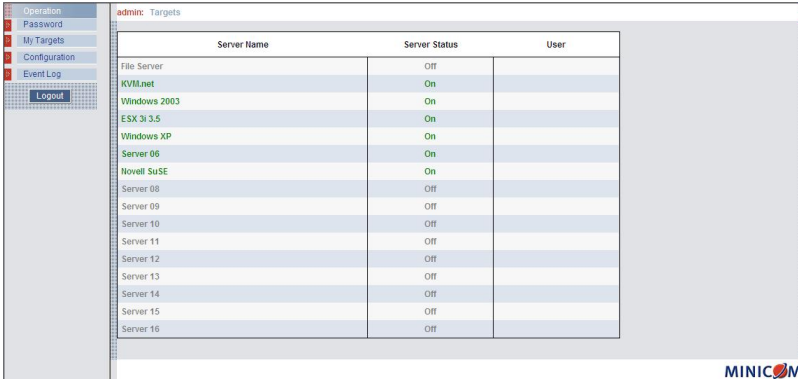 Operation
Password
My Targets
Configuration
Event Log
Logout
admin: Targets
Server Name Server Status User
File Server Off
KVM.net On
Windows 2003 On
ESX 3i 3.5 On
Windows XP On
Server 06 On
Novell SuSE On
Server 08 Off
Server 09 Off
Server 10 Off
Server 11 Off
Server 12 Off
Server 13 Off
Server 14 Off
Server 15 Off
Server 16 Off
MINICOM